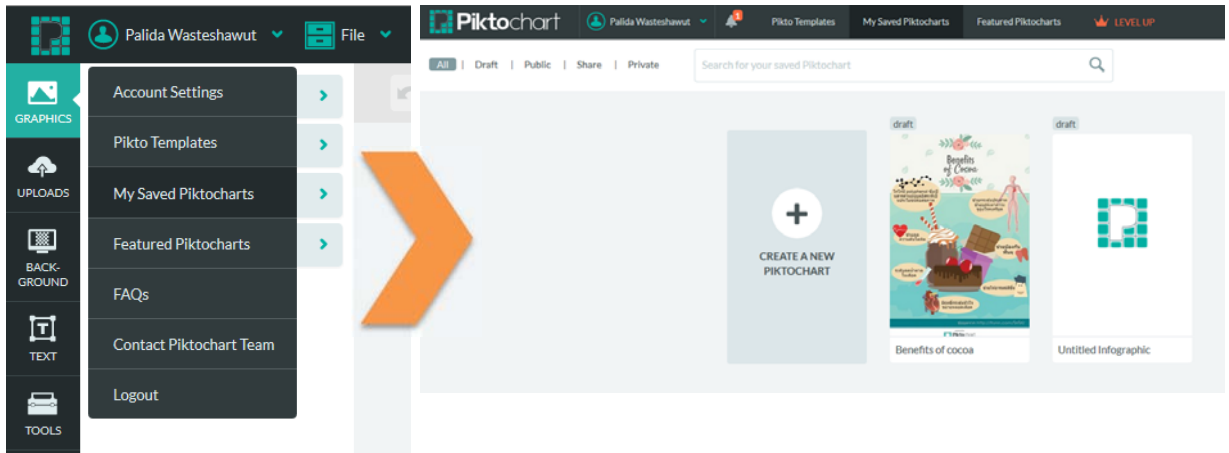 Palida Wasteshawut
File
GRAPHICS
UPLOADS
BACK-
GROUND
TEXT
TOOLS
Account Settings
Pikto Templates
My Saved Piktocharts
Featured Piktocharts
FAQs
Contact Piktochart Team
Logout
Piktochart
Palida Wasteshawut
1
Pikto Templates
My Saved Piktocharts
Featured Piktocharts
LEVEL UP
All | Draft | Public | Share | Private
Search for your saved Piktochart
CREATE A NEW
PIKTOCHART
draft
Benefits
of Cocoa
Piktochart
Benefits of cocoa
draft
Untitled Infographic